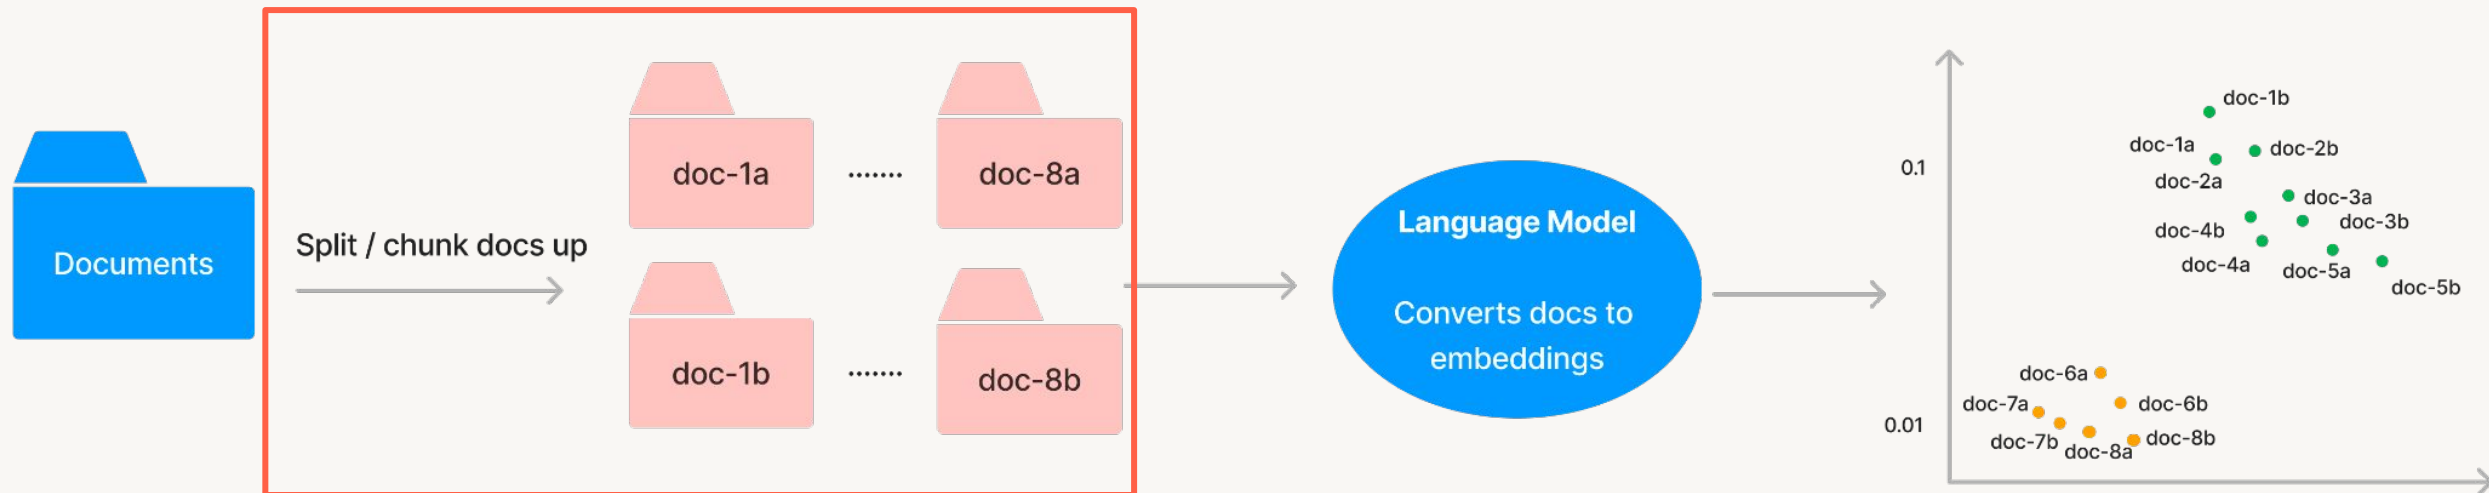 Documents
Split / chunk docs up
doc-1a
.......
doc-8a
doc-1b
.......
doc-8b
Language Model
Converts docs to
embeddings
0.1
0.01
doc-1b
doc-1a
doc-2b
doc-2a
doc-3a
doc-3b
doc-4b
doc-4a
doc-5a
doc-5b
doc-6a
doc-7a
doc-6b
doc-7b
doc-8a
doc-8b